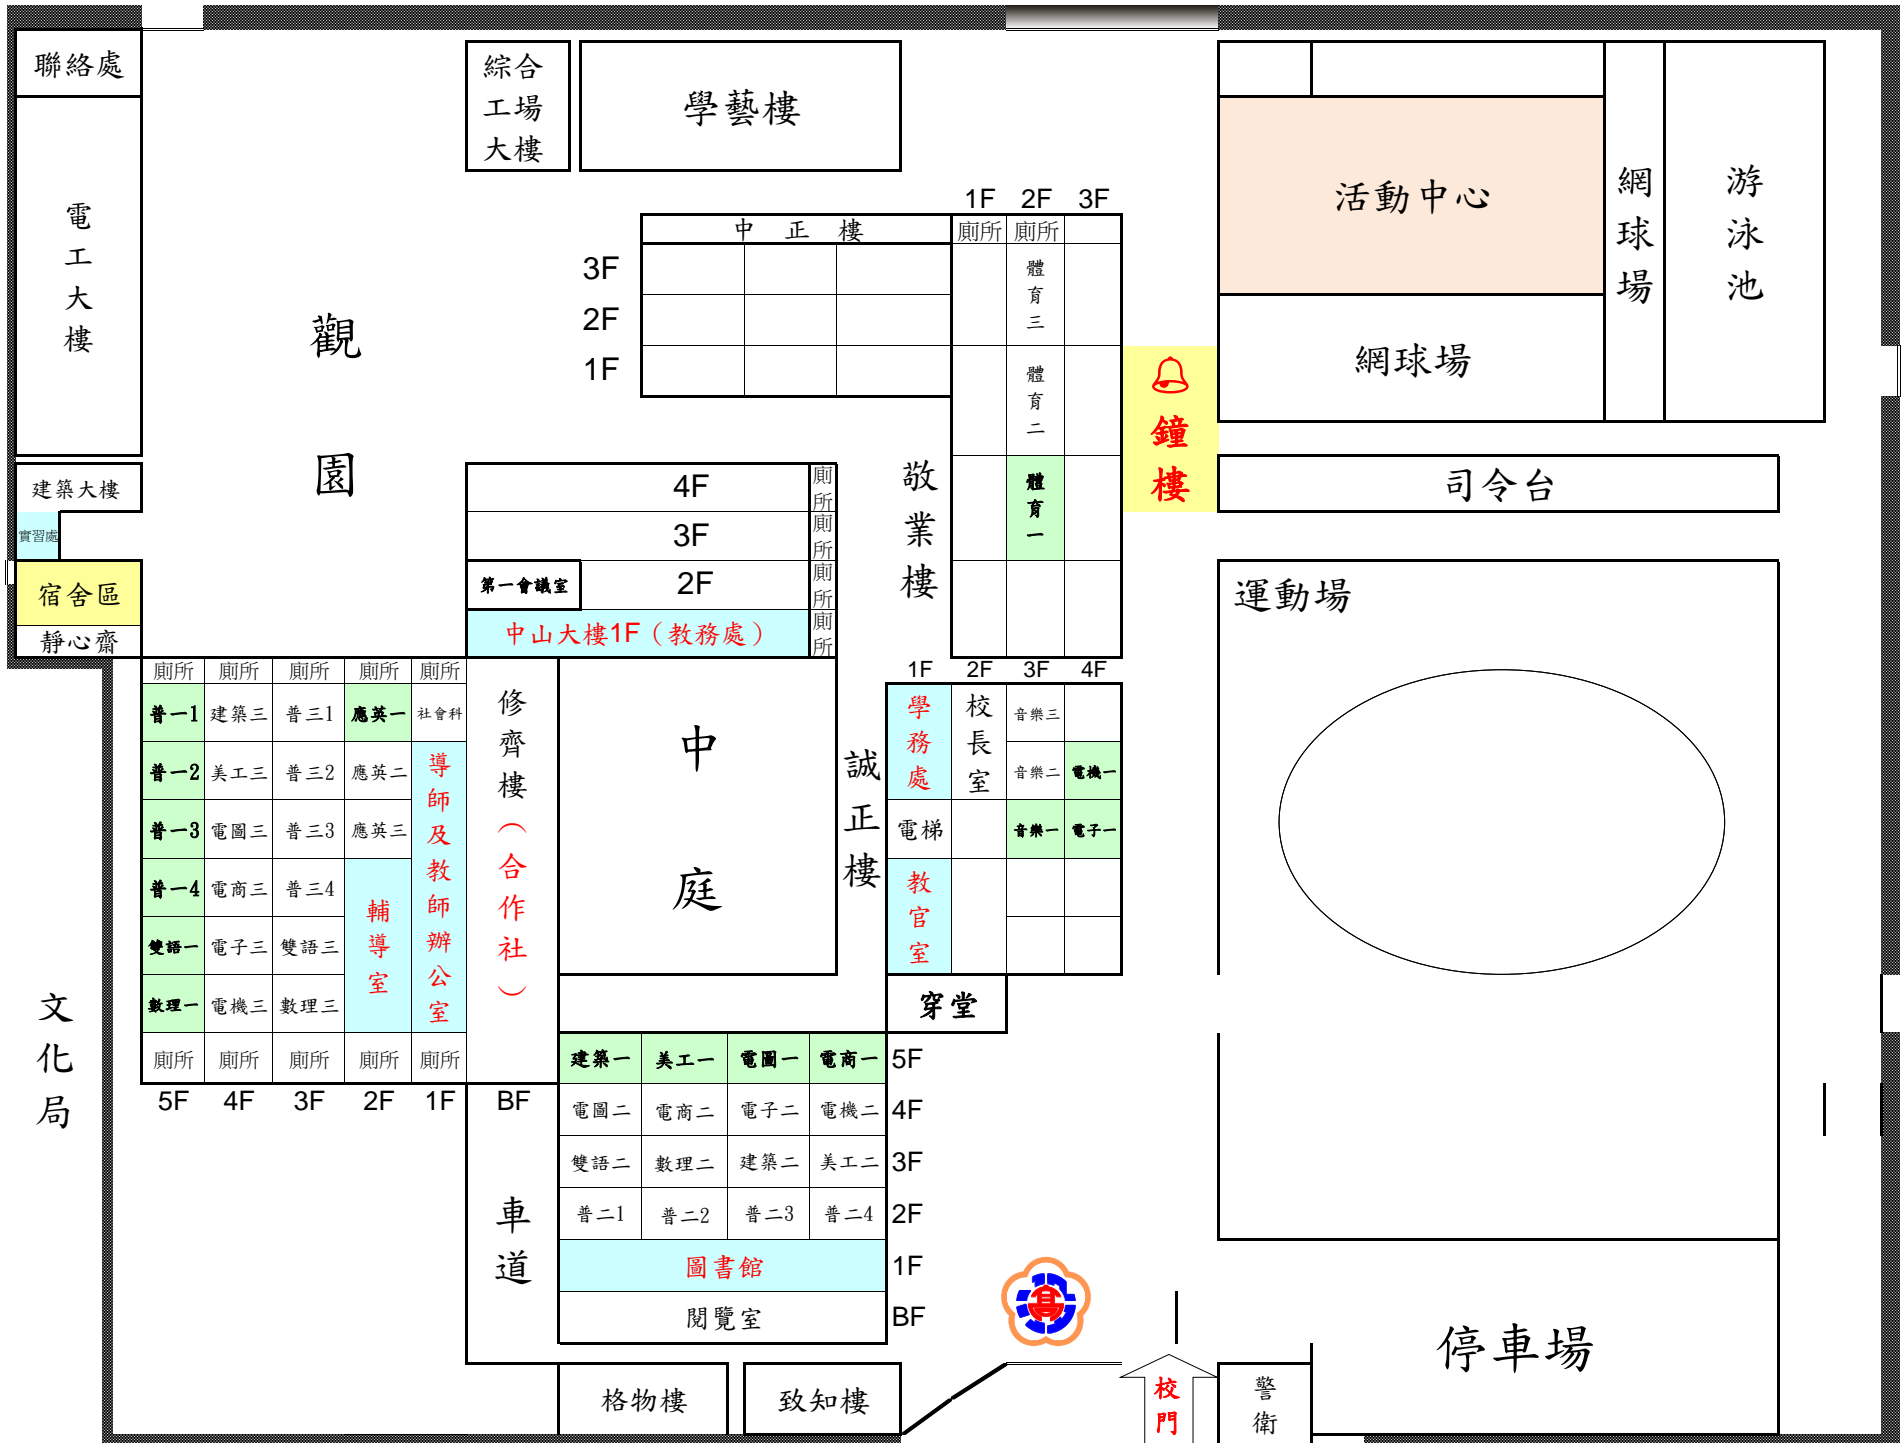 聯絡處
綜合
工場
大樓
學藝樓
電工大樓
觀園
活動中心
網球場
游泳池
網球場
1F 2F 3F
中正樓
廁所 廁所
3F
2F
1F
體育三
體育二
體育一
敬業樓
鐘樓
司令台
建築大樓
實習處
宿舍區
靜心齋
4F 廁所
3F 廁所
第一會議室 2F 廁所
中山大樓1F（教務處） 廁所
運動場
廁所 廁所 廁所 廁所 廁所
普一1 建築三 普三1 應英一 社會科
普一2 美工三 普三2 應英二
普一3 電圖三 普三3 應英三
普一4 電商三 普三4
雙語一 電子三 雙語三
數理一 電機三 數理三
輔導室
導師及教師辦公室
廁所 廁所 廁所 廁所 廁所
5F 4F 3F 2F 1F BF
修齊樓（合作社）
中庭
誠正樓
1F 2F 3F 4F
學務處
校長室
音樂三
音樂二 電機一
電梯 音樂一 電子一
教官室
穿堂
文化局
建築一 美工一 電圖一 電商一 5F
電圖二 電商二 電子二 電機二 4F
雙語二 數理二 建築二 美工二 3F
普二1 普二2 普二3 普二4 2F
圖書館 1F
閱覽室 BF
車道
高
格物樓
致知樓
校門
警衛
停車場